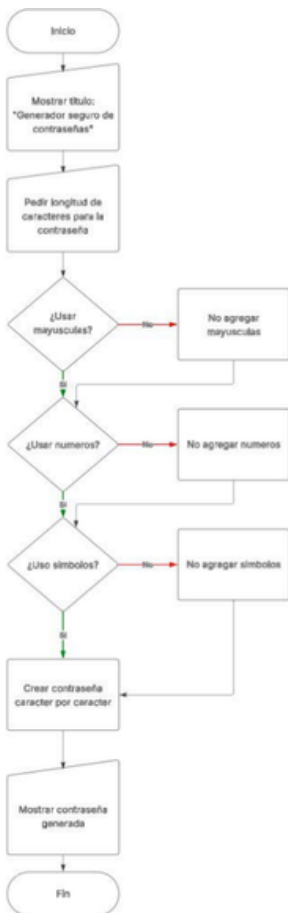 Inicio
Mostrar título:
"Generador seguro de
contraseñas"
Pedir longitud de
caracteres para la
contraseña
¿Usar
mayusculas?
No
No agregar
mayusculas
Si
¿Usar numeros?
No
No agregar numeros
Si
¿Uso simbolos?
No
No agregar simbolos
Si
Crear contraseña
caracter por caracter
Mostrar contraseña
generada
Fin